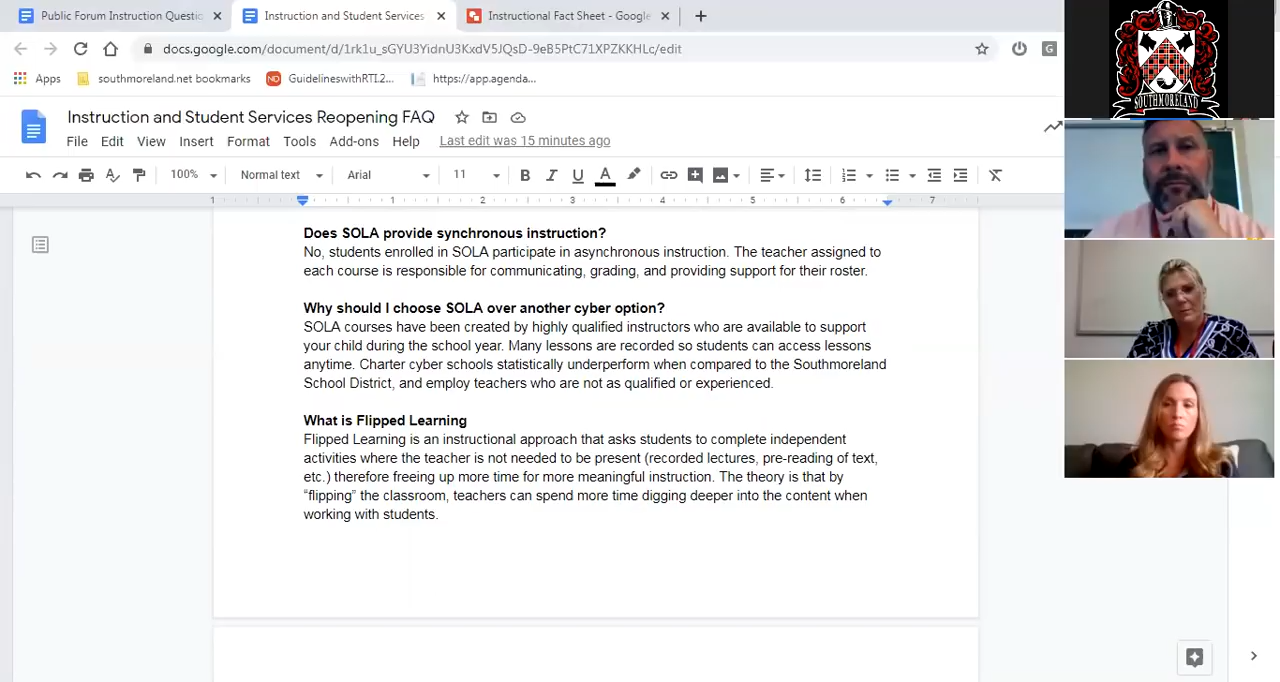 Public Forum Instruction Questic
Instruction and Student Services
Instructional Fact Sheet - Google
docs.google.com/document/d/1rk1u_sGYU3YidnU3KxdV5JQsD-9eB5PtC71XPZKKHLc/edit
Apps
southmoreland.net bookmarks
GuidelineswithRTI,2...
https://app.agenda...
Instruction and Student Services Reopening FAQ
File Edit View Insert Format Tools Add-ons Help Last edit was 15 minutes ago
100% Normal text Arial 11 B I U A
1 1 2 3 4 5 6 7
Does SOLA provide synchronous instruction?
No, students enrolled in SOLA participate in asynchronous instruction. The teacher assigned to
each course is responsible for communicating, grading, and providing support for their roster.
Why should I choose SOLA over another cyber option?
SOLA courses have been created by highly qualified instructors who are available to support
your child during the school year. Many lessons are recorded so students can access lessons
anytime. Charter cyber schools statistically underperform when compared to the Southmoreland
School District, and employ teachers who are not as qualified or experienced.
What is Flipped Learning
Flipped Learning is an instructional approach that asks students to complete independent
activities where the teacher is not needed to be present (recorded lectures, pre-reading of text,
etc.) therefore freeing up more time for more meaningful instruction. The theory is that by
“flipping” the classroom, teachers can spend more time digging deeper into the content when
working with students.
SOUTHMORELAND